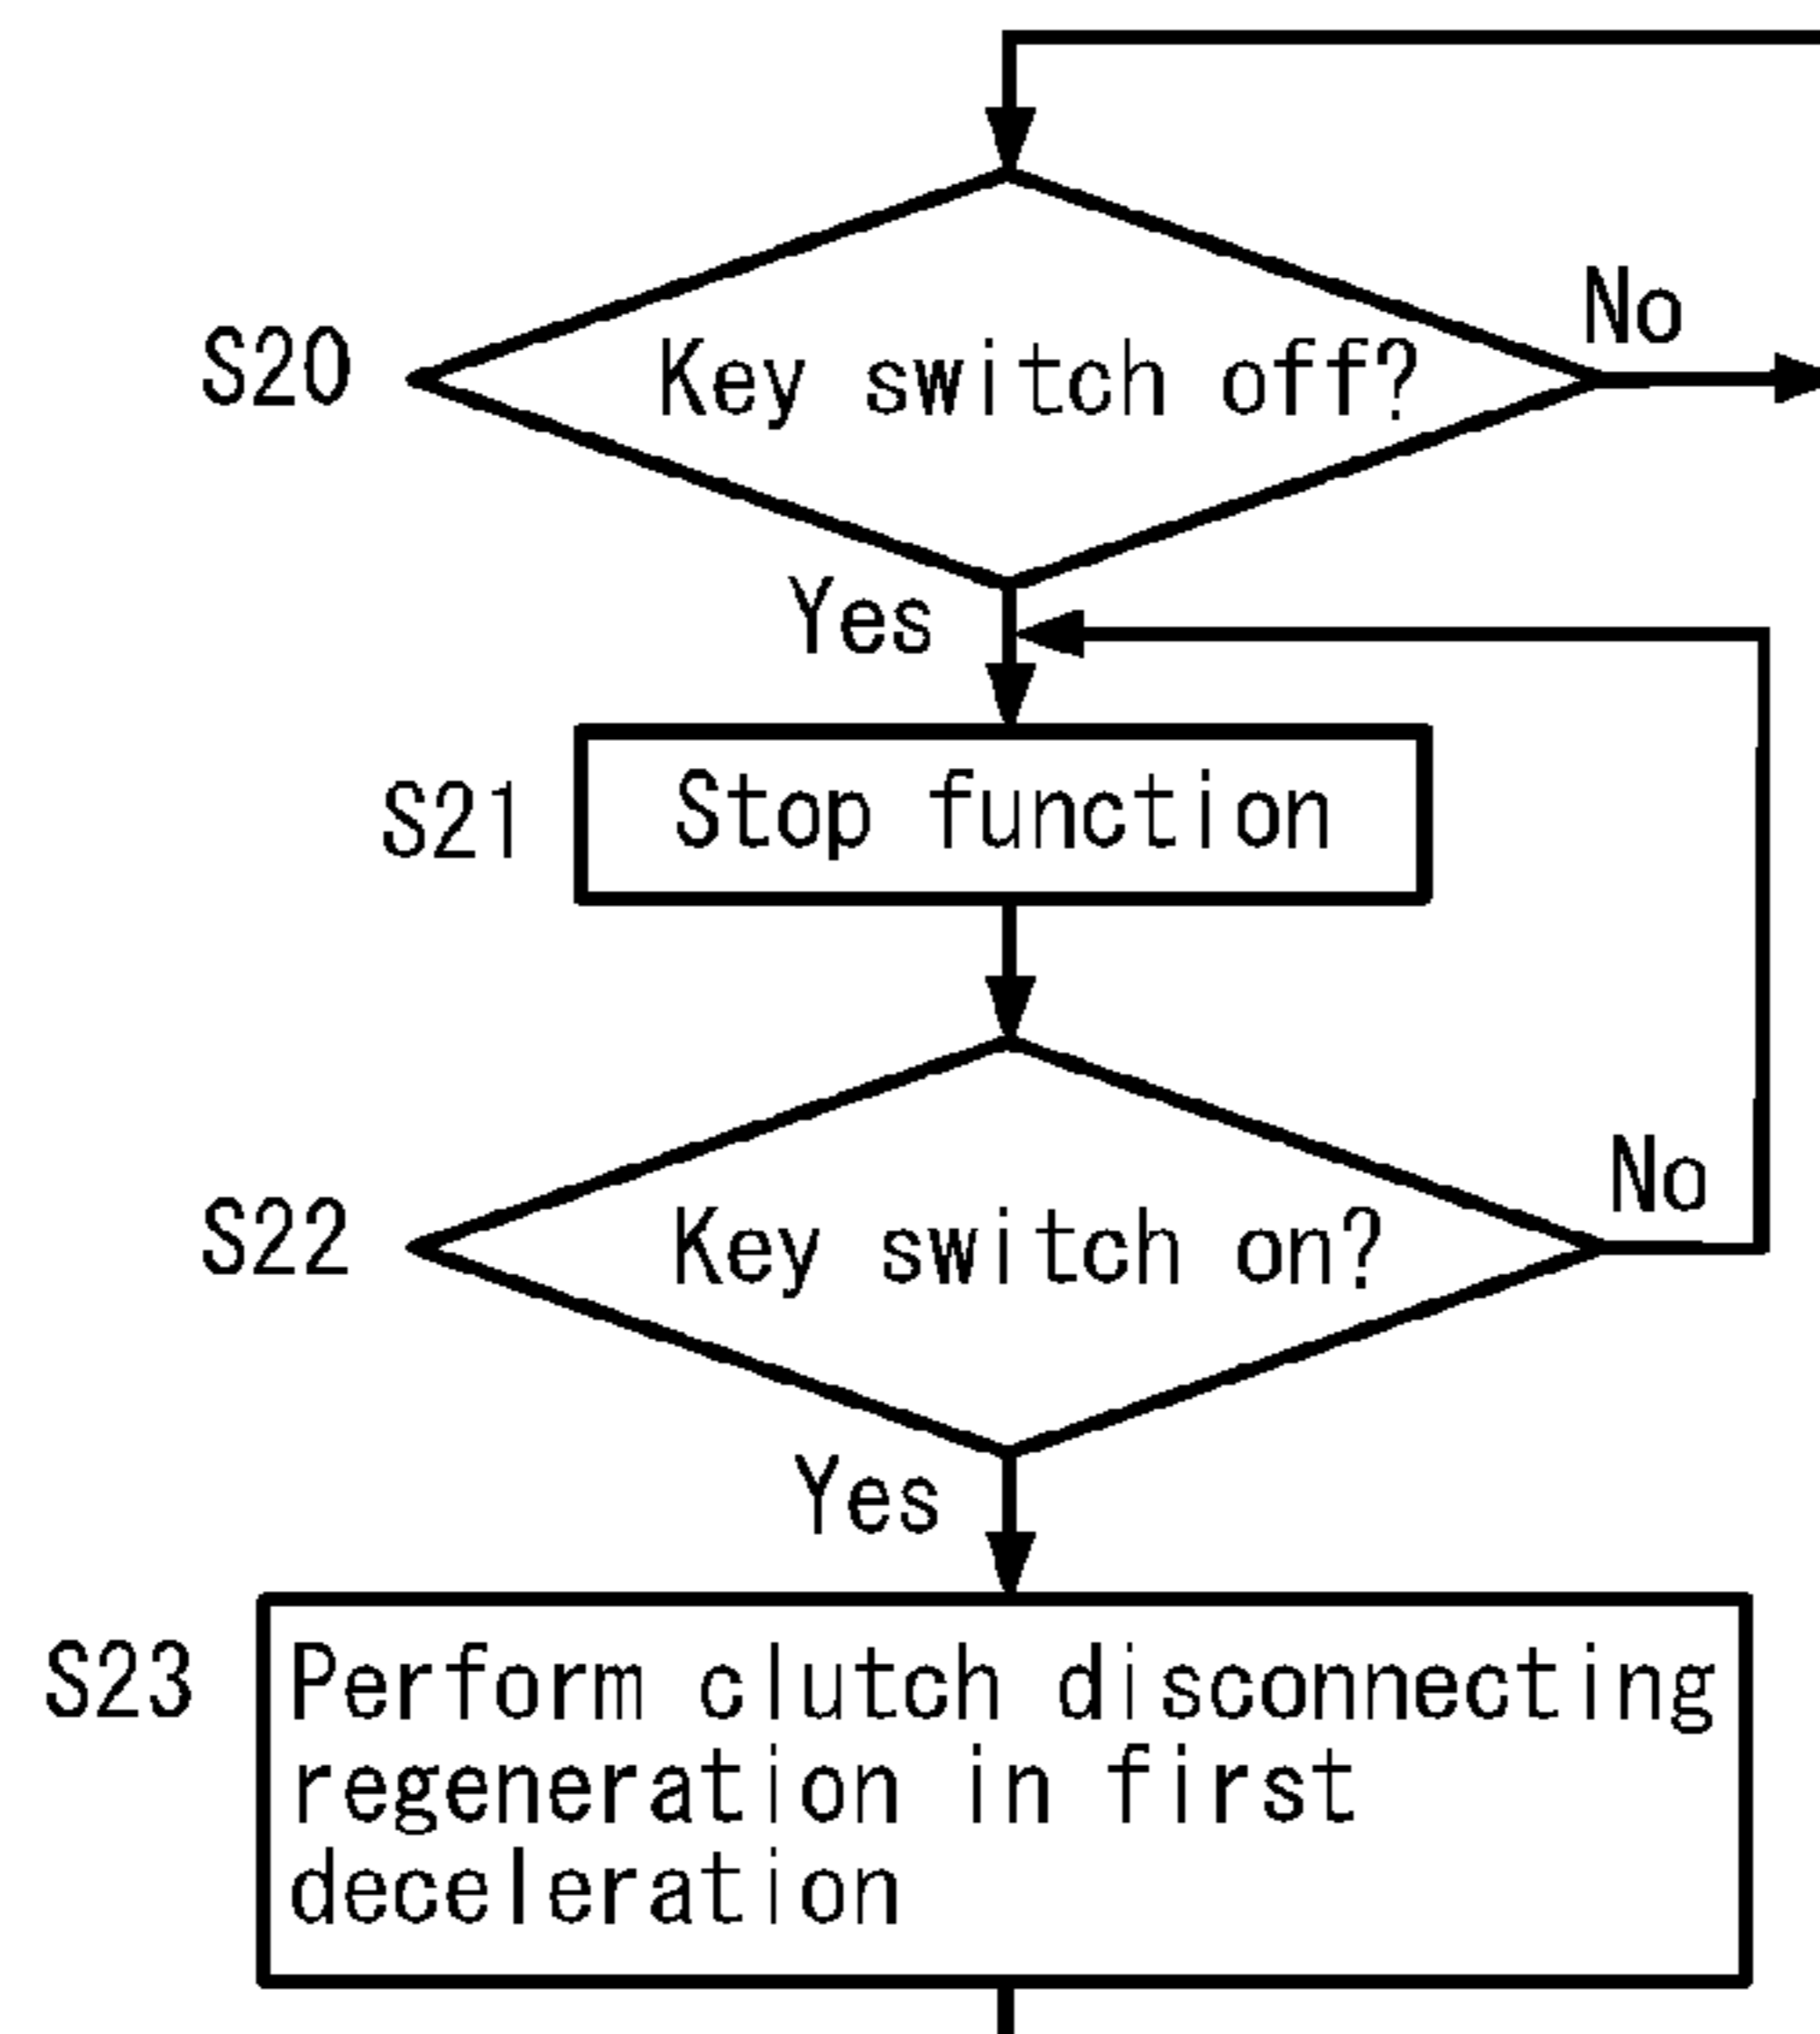 No
S20
Key switch off?
Yes
S21
Stop function
No
S22
Key switch on?
Yes
S23
Perform clutch disconnecting
regeneration in first
deceleration